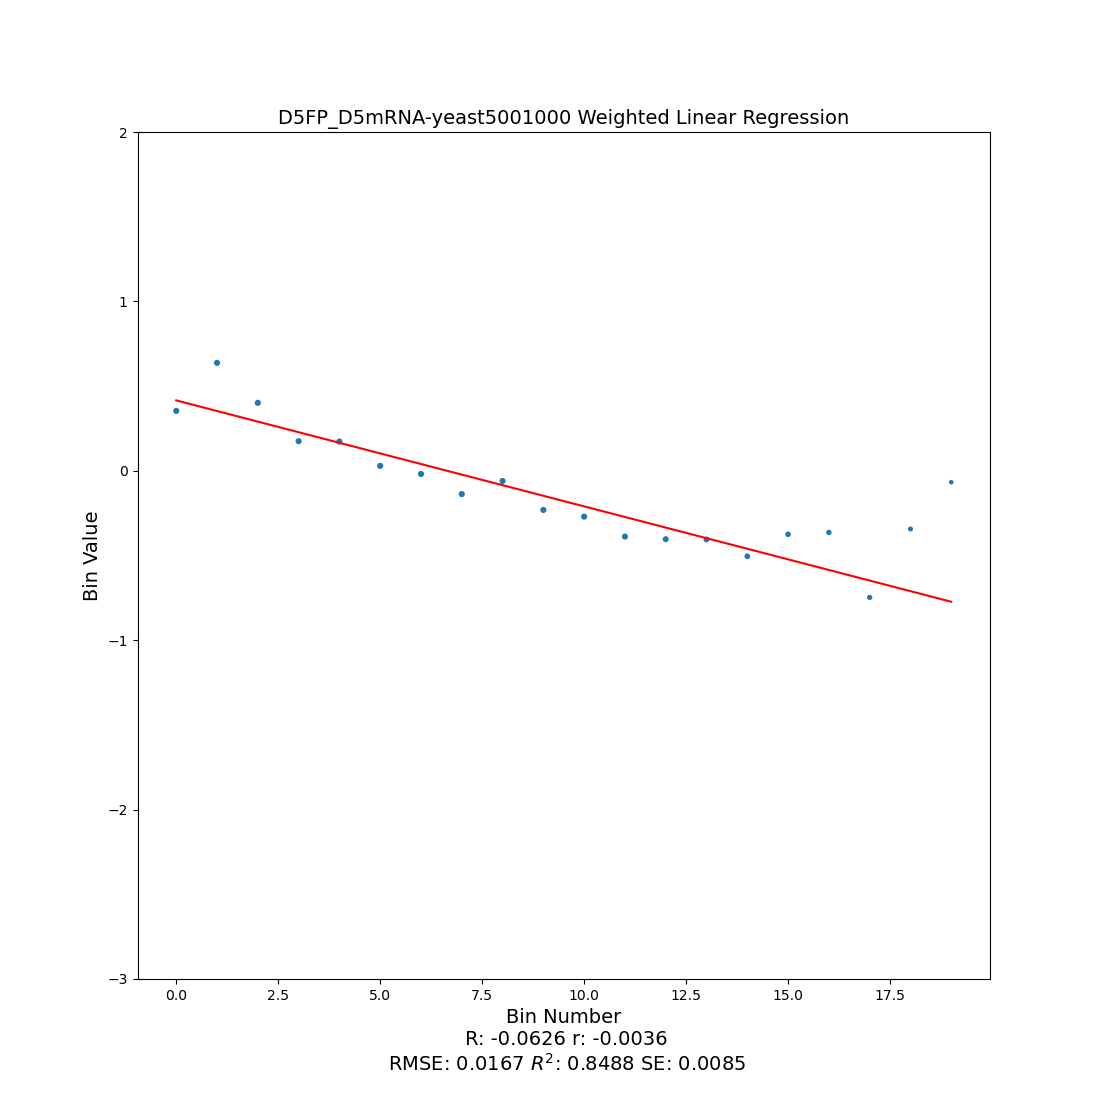 D5FP_D5mRNA-yeast5001000 Weighted Linear Regression
2
1
0
−1
−2
−3
Bin Value
0.0 2.5 5.0 7.5 10.0 12.5 15.0 17.5
Bin Number
R: -0.0626 r: -0.0036
RMSE: 0.0167 R²: 0.8488 SE: 0.0085